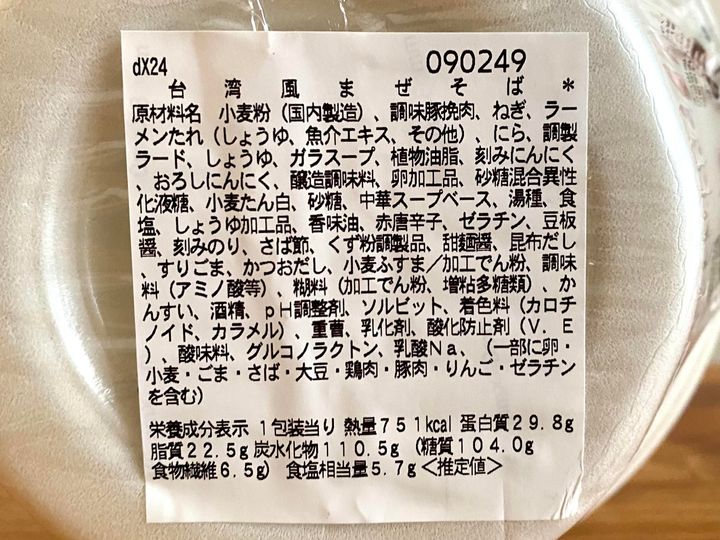 dX24 090249
台湾風まぜそば＊
原材料名 小麦粉（国内製造）、調味豚挽肉、ねぎ、ラー
メンたれ（しょうゆ、魚介エキス、その他）、にら、調製
ラード、しょうゆ、ガラスープ、植物油脂、刻みにんにく
、おろしにんにく、醸造調味料、卵加工品、砂糖混合異性
化液糖、小麦たん白、砂糖、中華スープベース、湯種、食
塩、しょうゆ加工品、香味油、赤唐辛子、ゼラチン、豆板
醤、刻みのり、さば節、くず粉調製品、甜麺醤、昆布だし
、すりごま、かつおだし、小麦ふすま／加工でん粉、調味
料（アミノ酸等）、糊料（加工でん粉、増粘多糖類）、か
んすい、酒精、ｐＨ調整剤、ソルビット、着色料（カロチ
ノイド、カラメル）、重曹、乳化剤、酸化防止剤（Ｖ．Ｅ
）、酸味料、グルコノラクトン、乳酸Ｎａ、（一部に卵・
小麦・ごま・さば・大豆・鶏肉・豚肉・りんご・ゼラチン
を含む）
栄養成分表示 １包装当り 熱量７５１kcal 蛋白質２９．８g
脂質２２．５g 炭水化物１１０．５g （糖質１０４．０g
食物繊維６．５g） 食塩相当量５．７g＜推定値＞